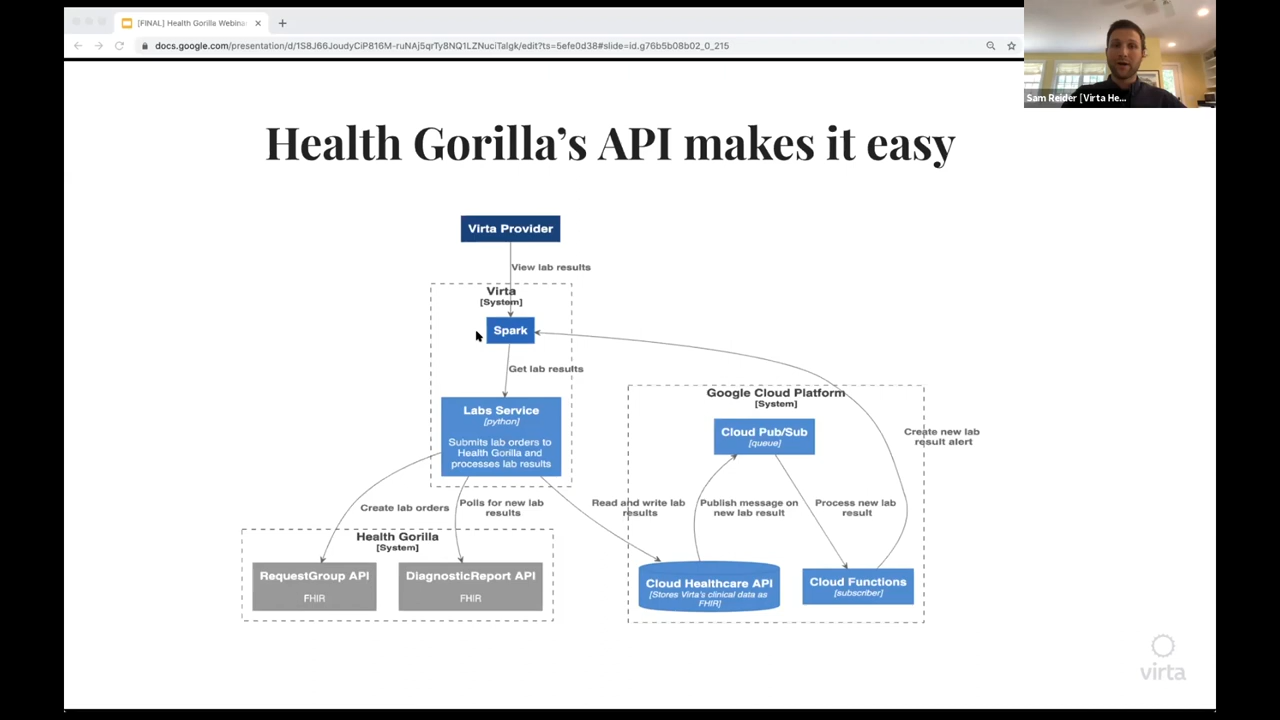 [FINAL] Health Gorilla Webina
docs.google.com/presentation/d/1S8J66JoudyCiP816M-ruNAj5qrTy8NQ1LZNuciTalgk/edit?ts=5efe0d38#slide=id.g76b5b08b02_0_215
Sam Reider [Virta He...
Health Gorilla's API makes it easy
Virta Provider
View lab results
Virta
[System]
Spark
Get lab results
Labs Service
[python]
Submits lab orders to
Health Gorilla and
processes lab results
Google Cloud Platform
[System]
Cloud Pub/Sub
[queue]
Create new lab
result alert
Create lab orders
Polls for new lab
results
Read and write lab
results
Publish message on
new lab result
Process new lab
result
Health Gorilla
[System]
RequestGroup API
FHIR
DiagnosticReport API
FHIR
Cloud Healthcare API
[Stores Virta's clinical data as
FHIR]
Cloud Functions
[subscriber]
virta